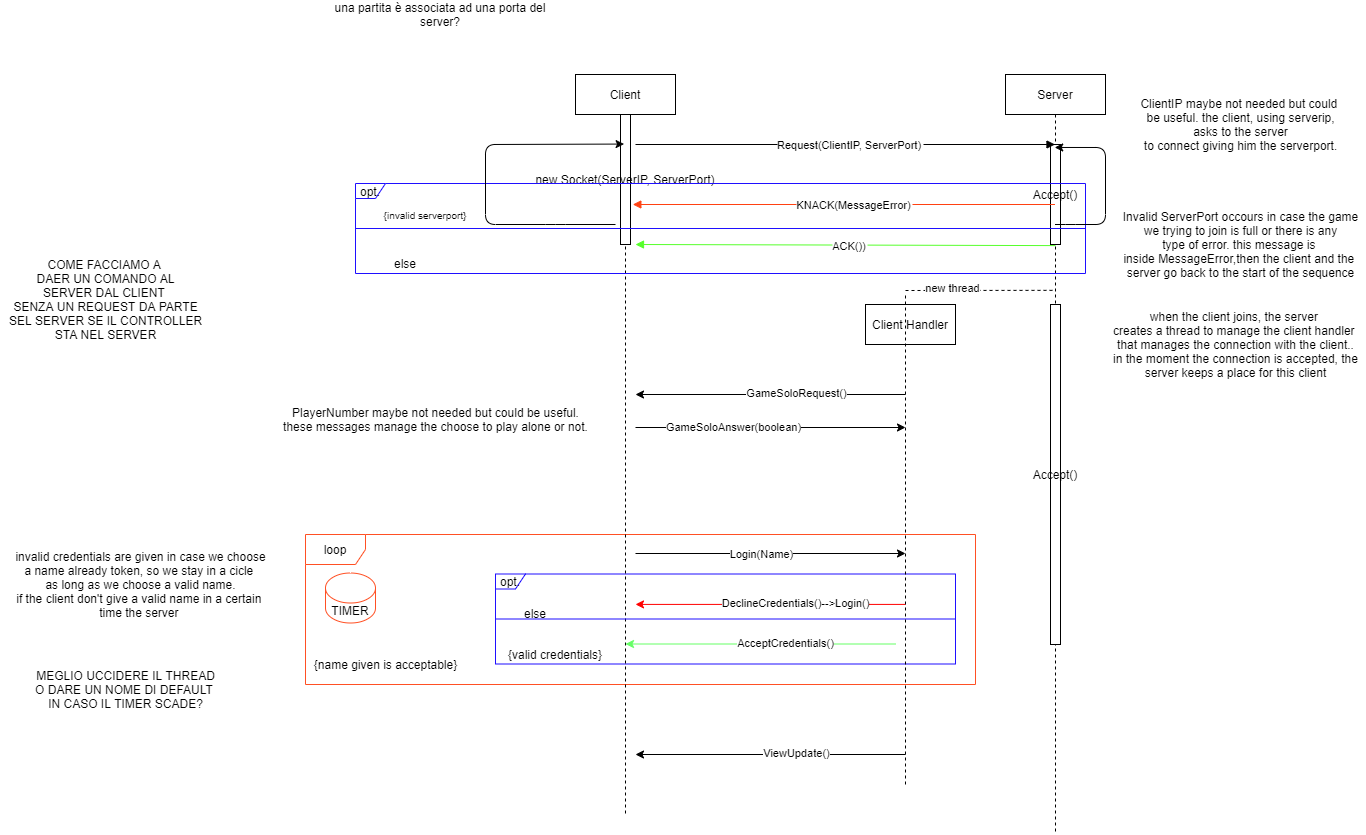 una partita è associata ad una porta del
server?
Client
Server
ClientIP maybe not needed but could
be useful. the client, using serverip,
asks to the server
to connect giving him the serverport.
Request(ClientIP, ServerPort)
new Socket(ServerIP, ServerPort)
opt
Accept()
KNACK(MessageError)
{invalid serverport}
Invalid ServerPort occours in case the game
we trying to join is full or there is any
type of error. this message is
inside MessageError,then the client and the
server go back to the start of the sequence
ACK())
else
COME FACCIAMO A
DAER UN COMANDO AL
SERVER DAL CLIENT
SENZA UN REQUEST DA PARTE
SEL SERVER SE IL CONTROLLER
STA NEL SERVER
new thread
Client Handler
when the client joins, the server
creates a thread to manage the client handler
that manages the connection with the client..
in the moment the connection is accepted, the
server keeps a place for this client
GameSoloRequest()
PlayerNumber maybe not needed but could be useful.
these messages manage the choose to play alone or not.
GameSoloAnswer(boolean)
Accept()
loop
Login(Name)
invalid credentials are given in case we choose
a name already token, so we stay in a cicle
as long as we choose a valid name.
if the client don't give a valid name in a certain
time the server
TIMER
opt
DeclineCredentials()-->Login()
else
AcceptCredentials()
{valid credentials}
{name given is acceptable}
MEGLIO UCCIDERE IL THREAD
O DARE UN NOME DI DEFAULT
IN CASO IL TIMER SCADE?
ViewUpdate()